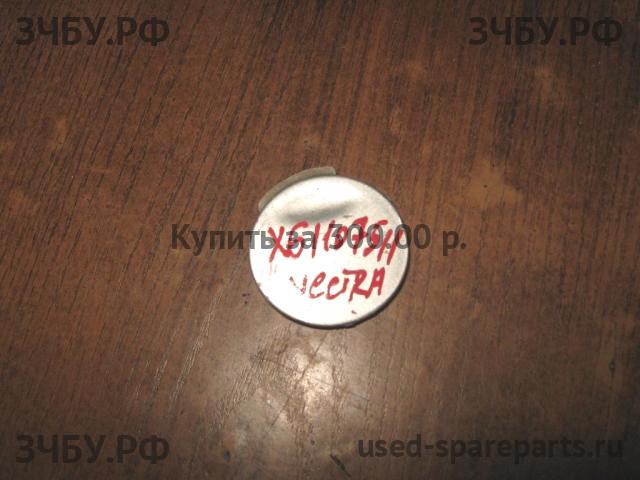 ЗЧБУ.РФ ЗЧБУ.РФ
Купить за 300,00 р.
VECTRA
ЗЧБУ.РФ used-spareparts.ru